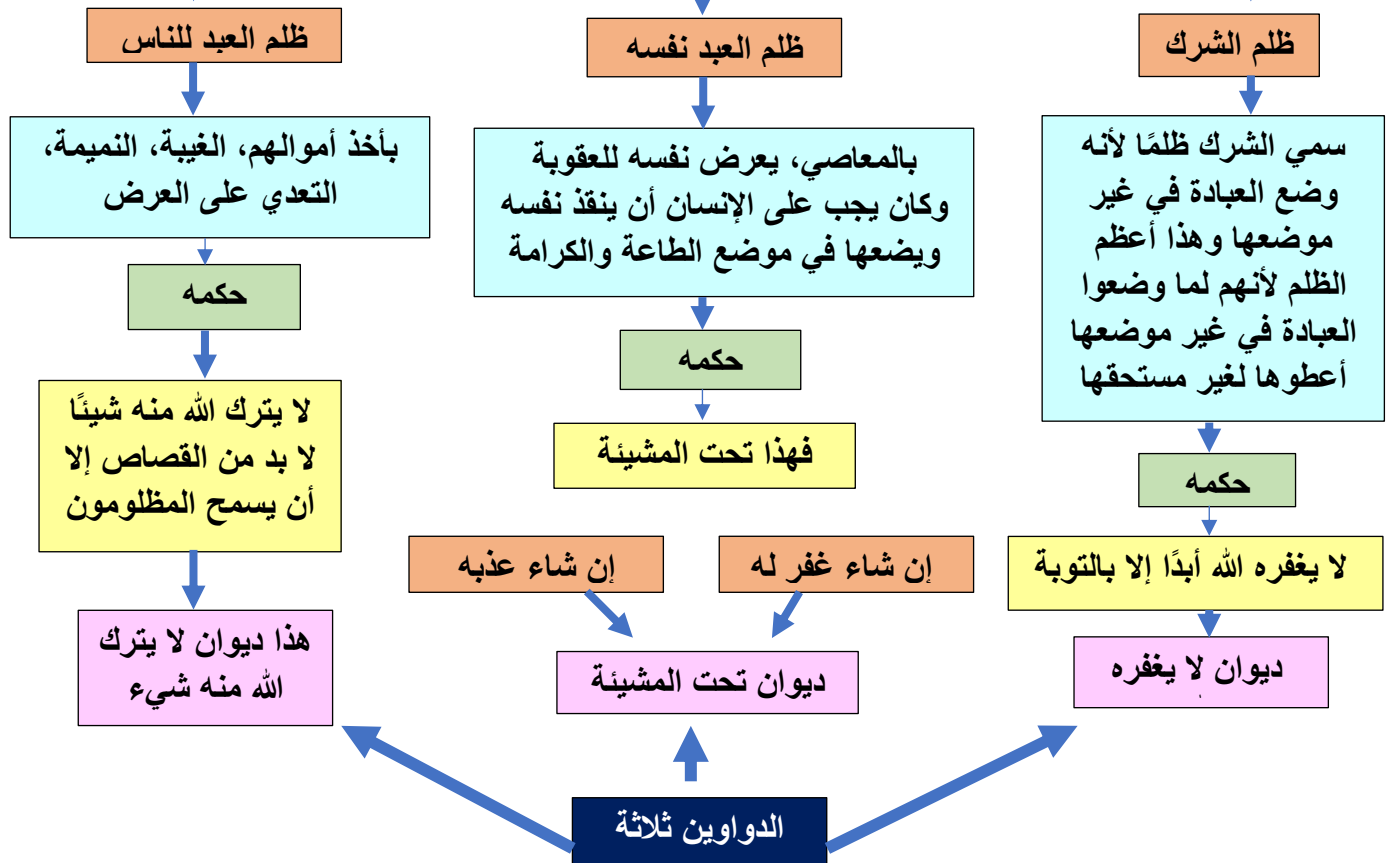 ظلم الشرك
سمي الشرك ظلمًا لأنه
وضع العبادة في غير
موضعها وهذا أعظم
الظلم لأنهم لما وضعوا
العبادة في غير موضعها
أعطوها لغير مستحقها
حكمه
لا يغفره الله أبدًا إلا بالتوبة
ديوان لا يغفره
ظلم العبد نفسه
بالمعاصي، يعرض نفسه للعقوبة
وكان يجب على الإنسان أن ينقذ نفسه
ويضعها في موضع الطاعة والكرامة
حكمه
فهذا تحت المشيئة
إن شاء غفر له
إن شاء عذبه
ديوان تحت المشيئة
ظلم العبد للناس
بأخذ أموالهم، الغيبة، النميمة،
التعدي على العرض
حكمه
لا يترك الله منه شيئًا
لا بد من القصاص إلا
أن يسمح المظلومون
هذا ديوان لا يترك
الله منه شيء
الدواوين ثلاثة